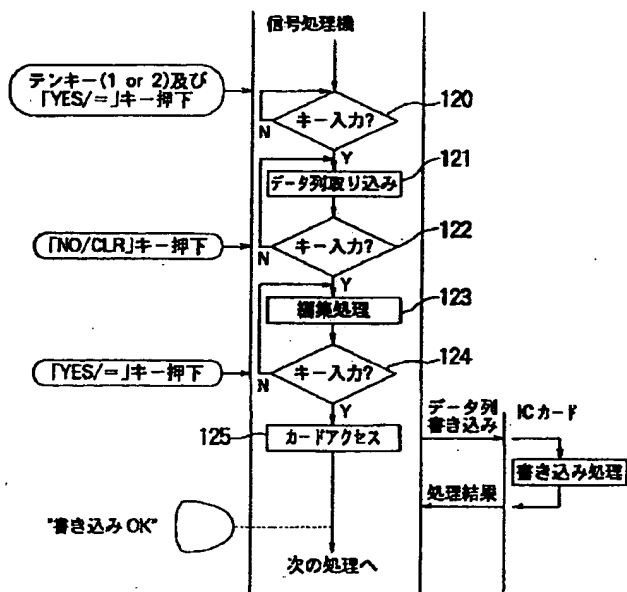 信号処理機
テンキー(1 or 2)及び
「YES/=」キー押下
キー入力?
120
N
Y
121
データ列取り込み
122
「NO/CLR」キー押下
キー入力?
N
Y
123
編集処理
124
「YES/=」キー押下
キー入力?
N
Y
125
カードアクセス
データ列
書き込み
ICカード
書き込み処理
処理結果
"書き込みOK"
次の処理へ